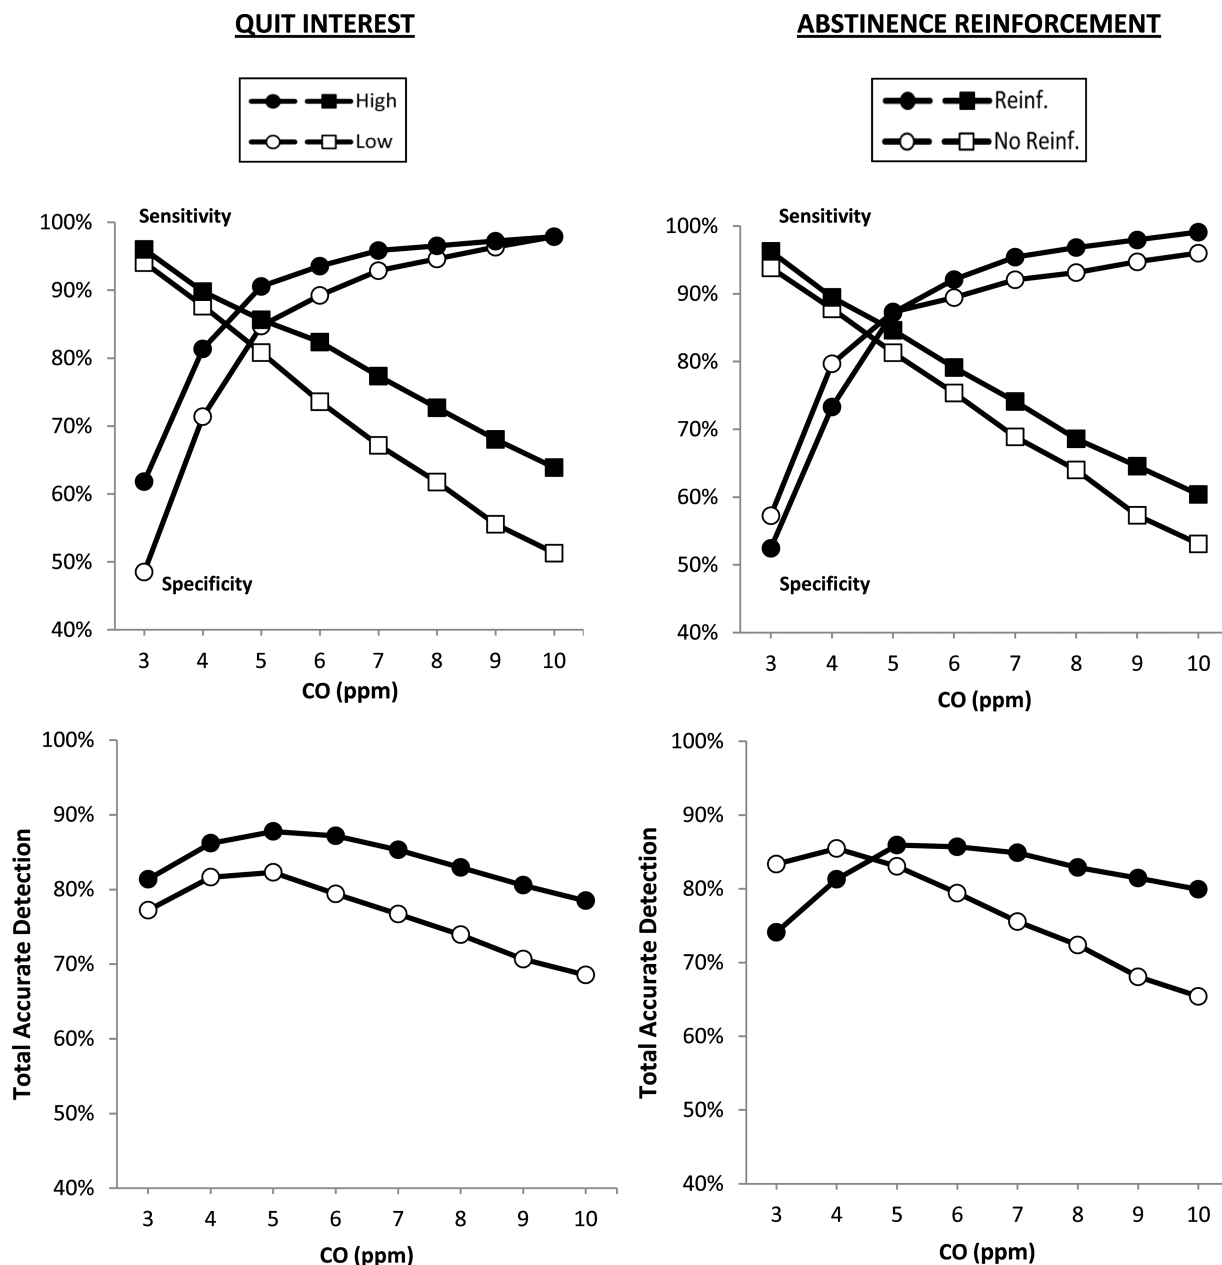 QUIT INTEREST
High
Low
Sensitivity
100%
90%
80%
70%
60%
50%
40%
Specificity
3 4 5 6 7 8 9 10
CO (ppm)
ABSTINENCE REINFORCEMENT
Reinf.
No Reinf.
Sensitivity
100%
90%
80%
70%
60%
50%
40%
Specificity
3 4 5 6 7 8 9 10
CO (ppm)
Total Accurate Detection
100%
90%
80%
70%
60%
50%
40%
3 4 5 6 7 8 9 10
CO (ppm)
Total Accurate Detection
100%
90%
80%
70%
60%
50%
40%
3 4 5 6 7 8 9 10
CO (ppm)